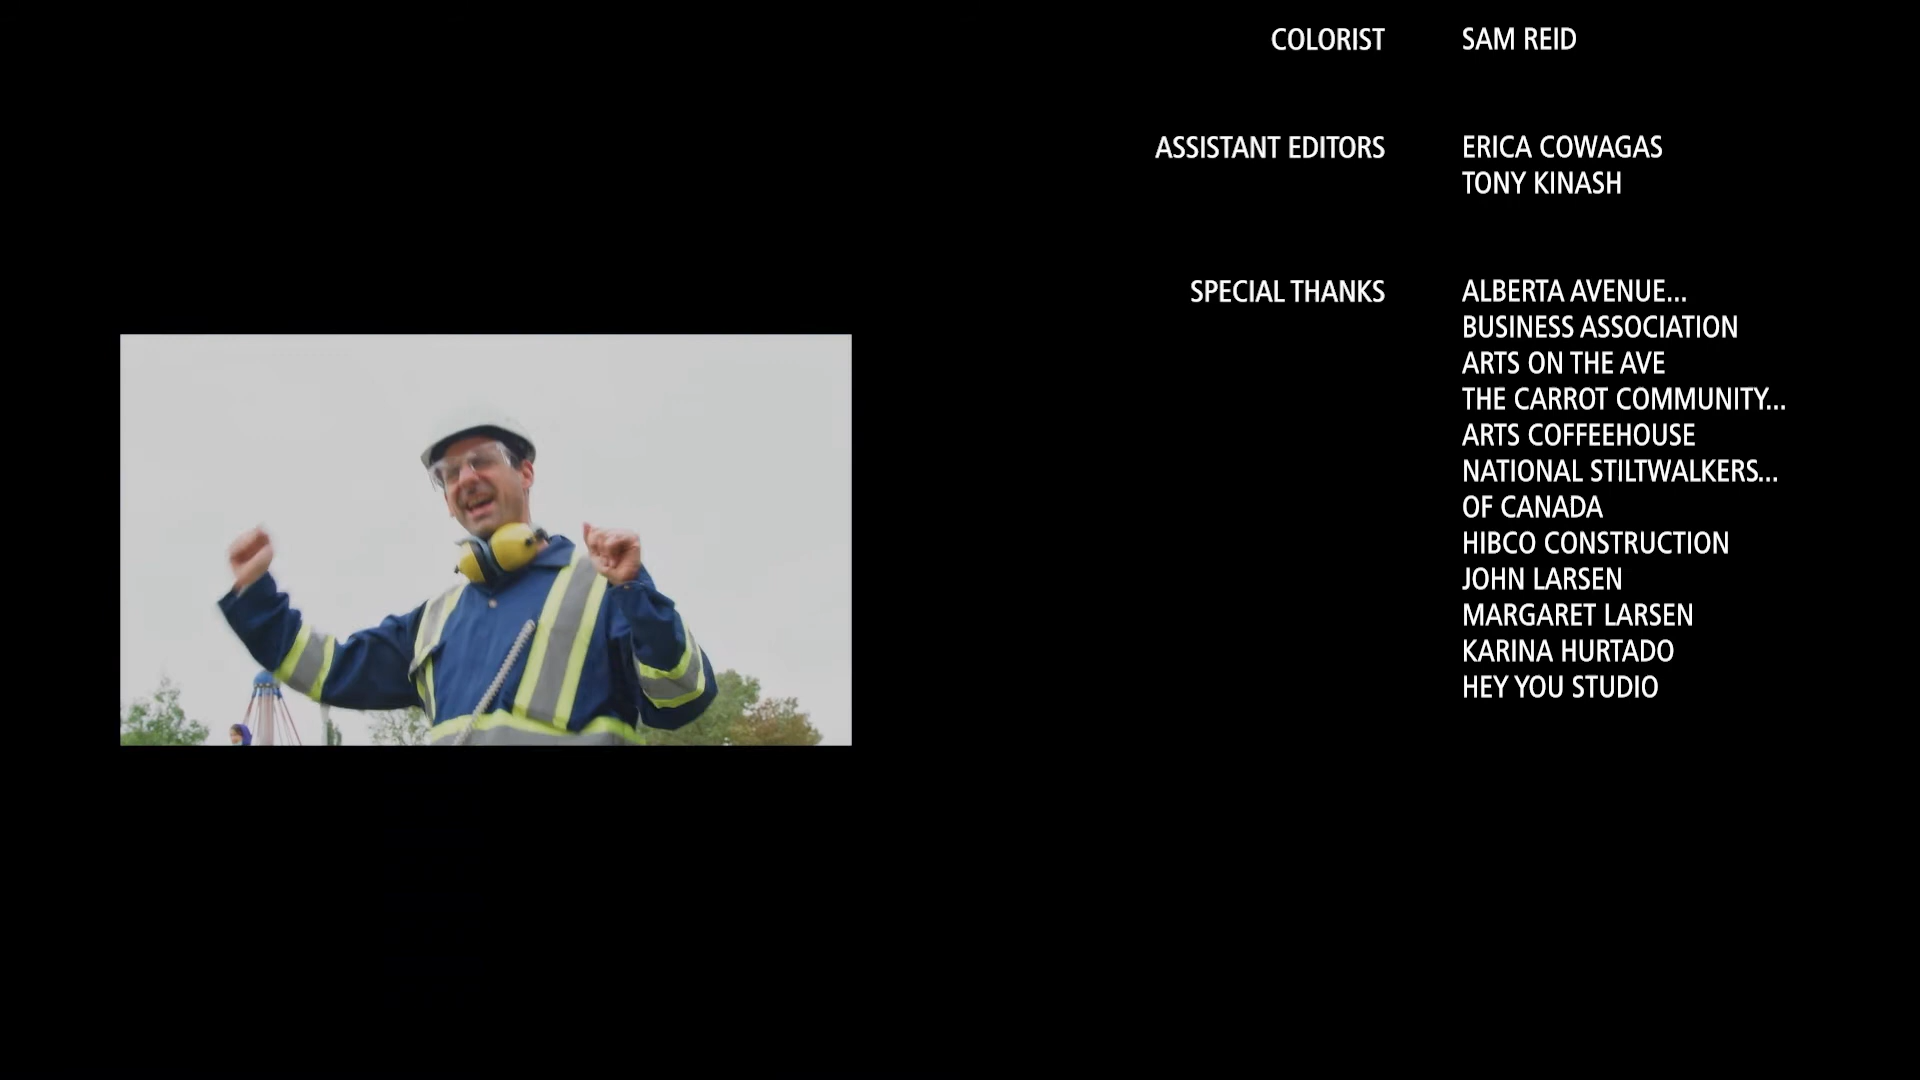 COLORIST SAM REID
ASSISTANT EDITORS ERICA COWAGAS
TONY KINASH
SPECIAL THANKS ALBERTA AVENUE...
BUSINESS ASSOCIATION
ARTS ON THE AVE
THE CARROT COMMUNITY...
ARTS COFFEEHOUSE
NATIONAL STILTWALKERS...
OF CANADA
HIBCO CONSTRUCTION
JOHN LARSEN
MARGARET LARSEN
KARINA HURTADO
HEY YOU STUDIO